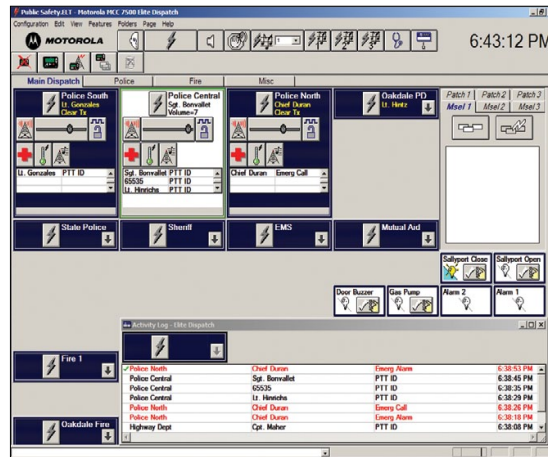 Public Safety.ELT - Motorola MCC 7500 Elite Dispatch
Configuration Edit View Features Folders Page Help
MOTOROLA
6:43:12 PM
Main Dispatch Police Fire Misc
Police South
Lt. Gonzales
Clear Tx
Lt. Gonzales PTT ID
Police Central
Sgt. Bonvallet
Volume=7
Sgt. Bonvallet PTT ID
65535 PTT ID
Lt. Hinrichs PTT ID
Police North
Chief Duran
Clear Tx
Chief Duran Emerg Call
Oakdale PD
Lt. Hintz
Patch 1 Patch 2 Patch 3
Msel 1 Msel 2 Msel 3
State Police
Sheriff
EMS
Mutual Aid
Sallyport Close
Sallyport Open
Door Buzzer
Gas Pump
Alarm 2
Alarm 1
Activity Log - Elite Dispatch
Police North Chief Duran Emerg Alarm 6:38:53 PM
Police Central Sgt. Bonvallet PTT ID 6:38:45 PM
Police Central 65535 PTT ID 6:38:35 PM
Police Central Lt. Hinrichs PTT ID 6:38:29 PM
Police North Chief Duran Emerg Call 6:38:26 PM
Police North Chief Duran Emerg Alarm 6:38:18 PM
Highway Dept Cpt. Maher PTT ID 6:38:08 PM
Fire 1
Oakdale Fire